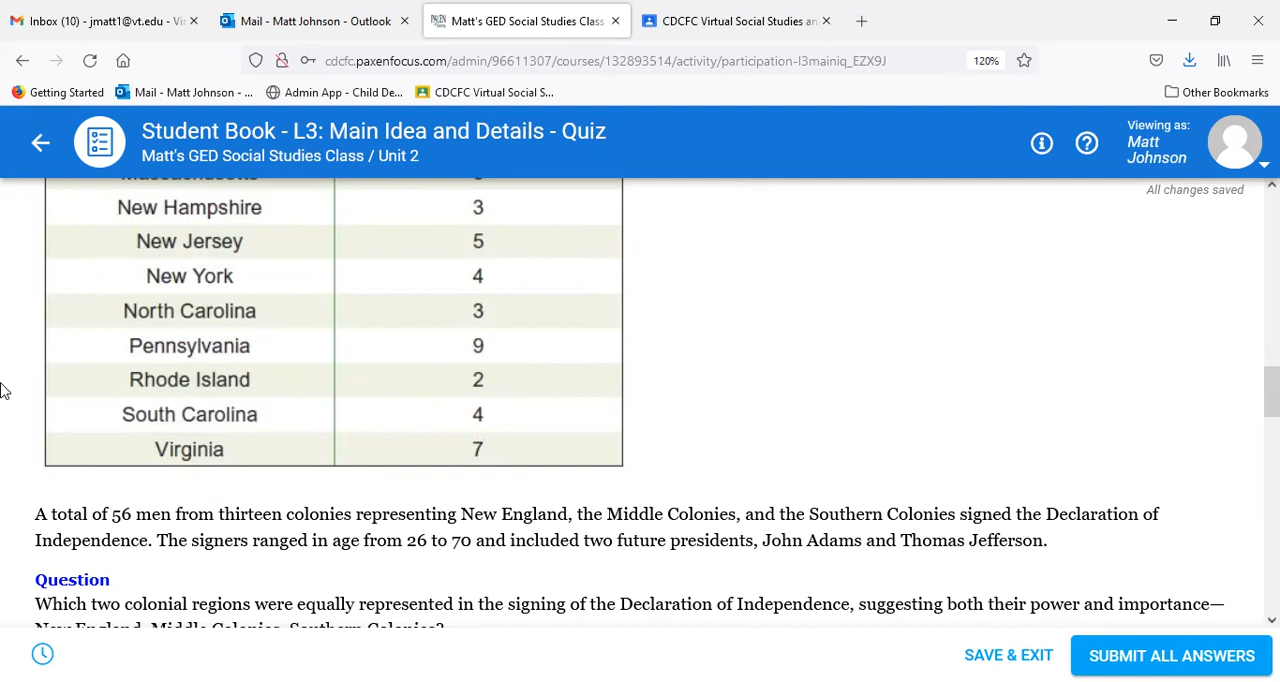 Inbox (10) - jmatt1@vt.edu - Vir
Mail - Matt Johnson - Outlook
Matt's GED Social Studies Class
CDCFC Virtual Social Studies an
cdcfc.paxenfocus.com/admin/96611307/courses/132893514/activity/participation-l3mainiq_EZX9J
120%
Getting Started
Mail - Matt Johnson - ...
Admin App - Child De...
CDCFC Virtual Social S...
Other Bookmarks
Student Book - L3: Main Idea and Details - Quiz
Matt's GED Social Studies Class / Unit 2
Viewing as:
Matt
Johnson
All changes saved
New Hampshire 3
New Jersey 5
New York 4
North Carolina 3
Pennsylvania 9
Rhode Island 2
South Carolina 4
Virginia 7
A total of 56 men from thirteen colonies representing New England, the Middle Colonies, and the Southern Colonies signed the Declaration of
Independence. The signers ranged in age from 26 to 70 and included two future presidents, John Adams and Thomas Jefferson.
Question
Which two colonial regions were equally represented in the signing of the Declaration of Independence, suggesting both their power and importance—
New England, Middle Colonies, Southern Colonies?
SAVE & EXIT
SUBMIT ALL ANSWERS